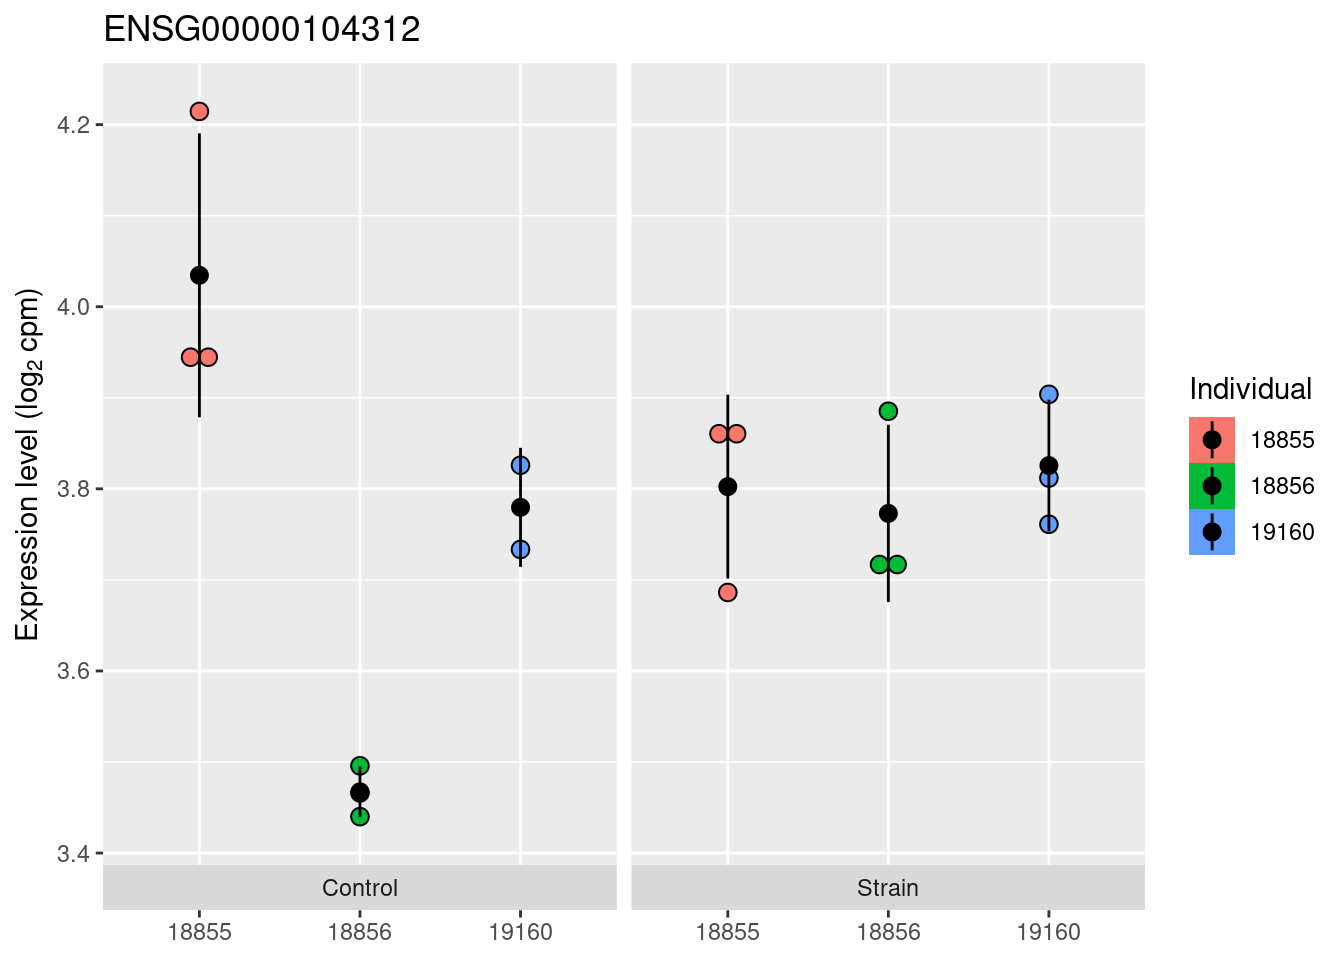 ENSG00000104312
Expression level (log₂ cpm)
4.2
4.0
3.8
3.6
3.4
Control
Strain
18855
18856
19160
18855
18856
19160
Individual
18855
18856
19160